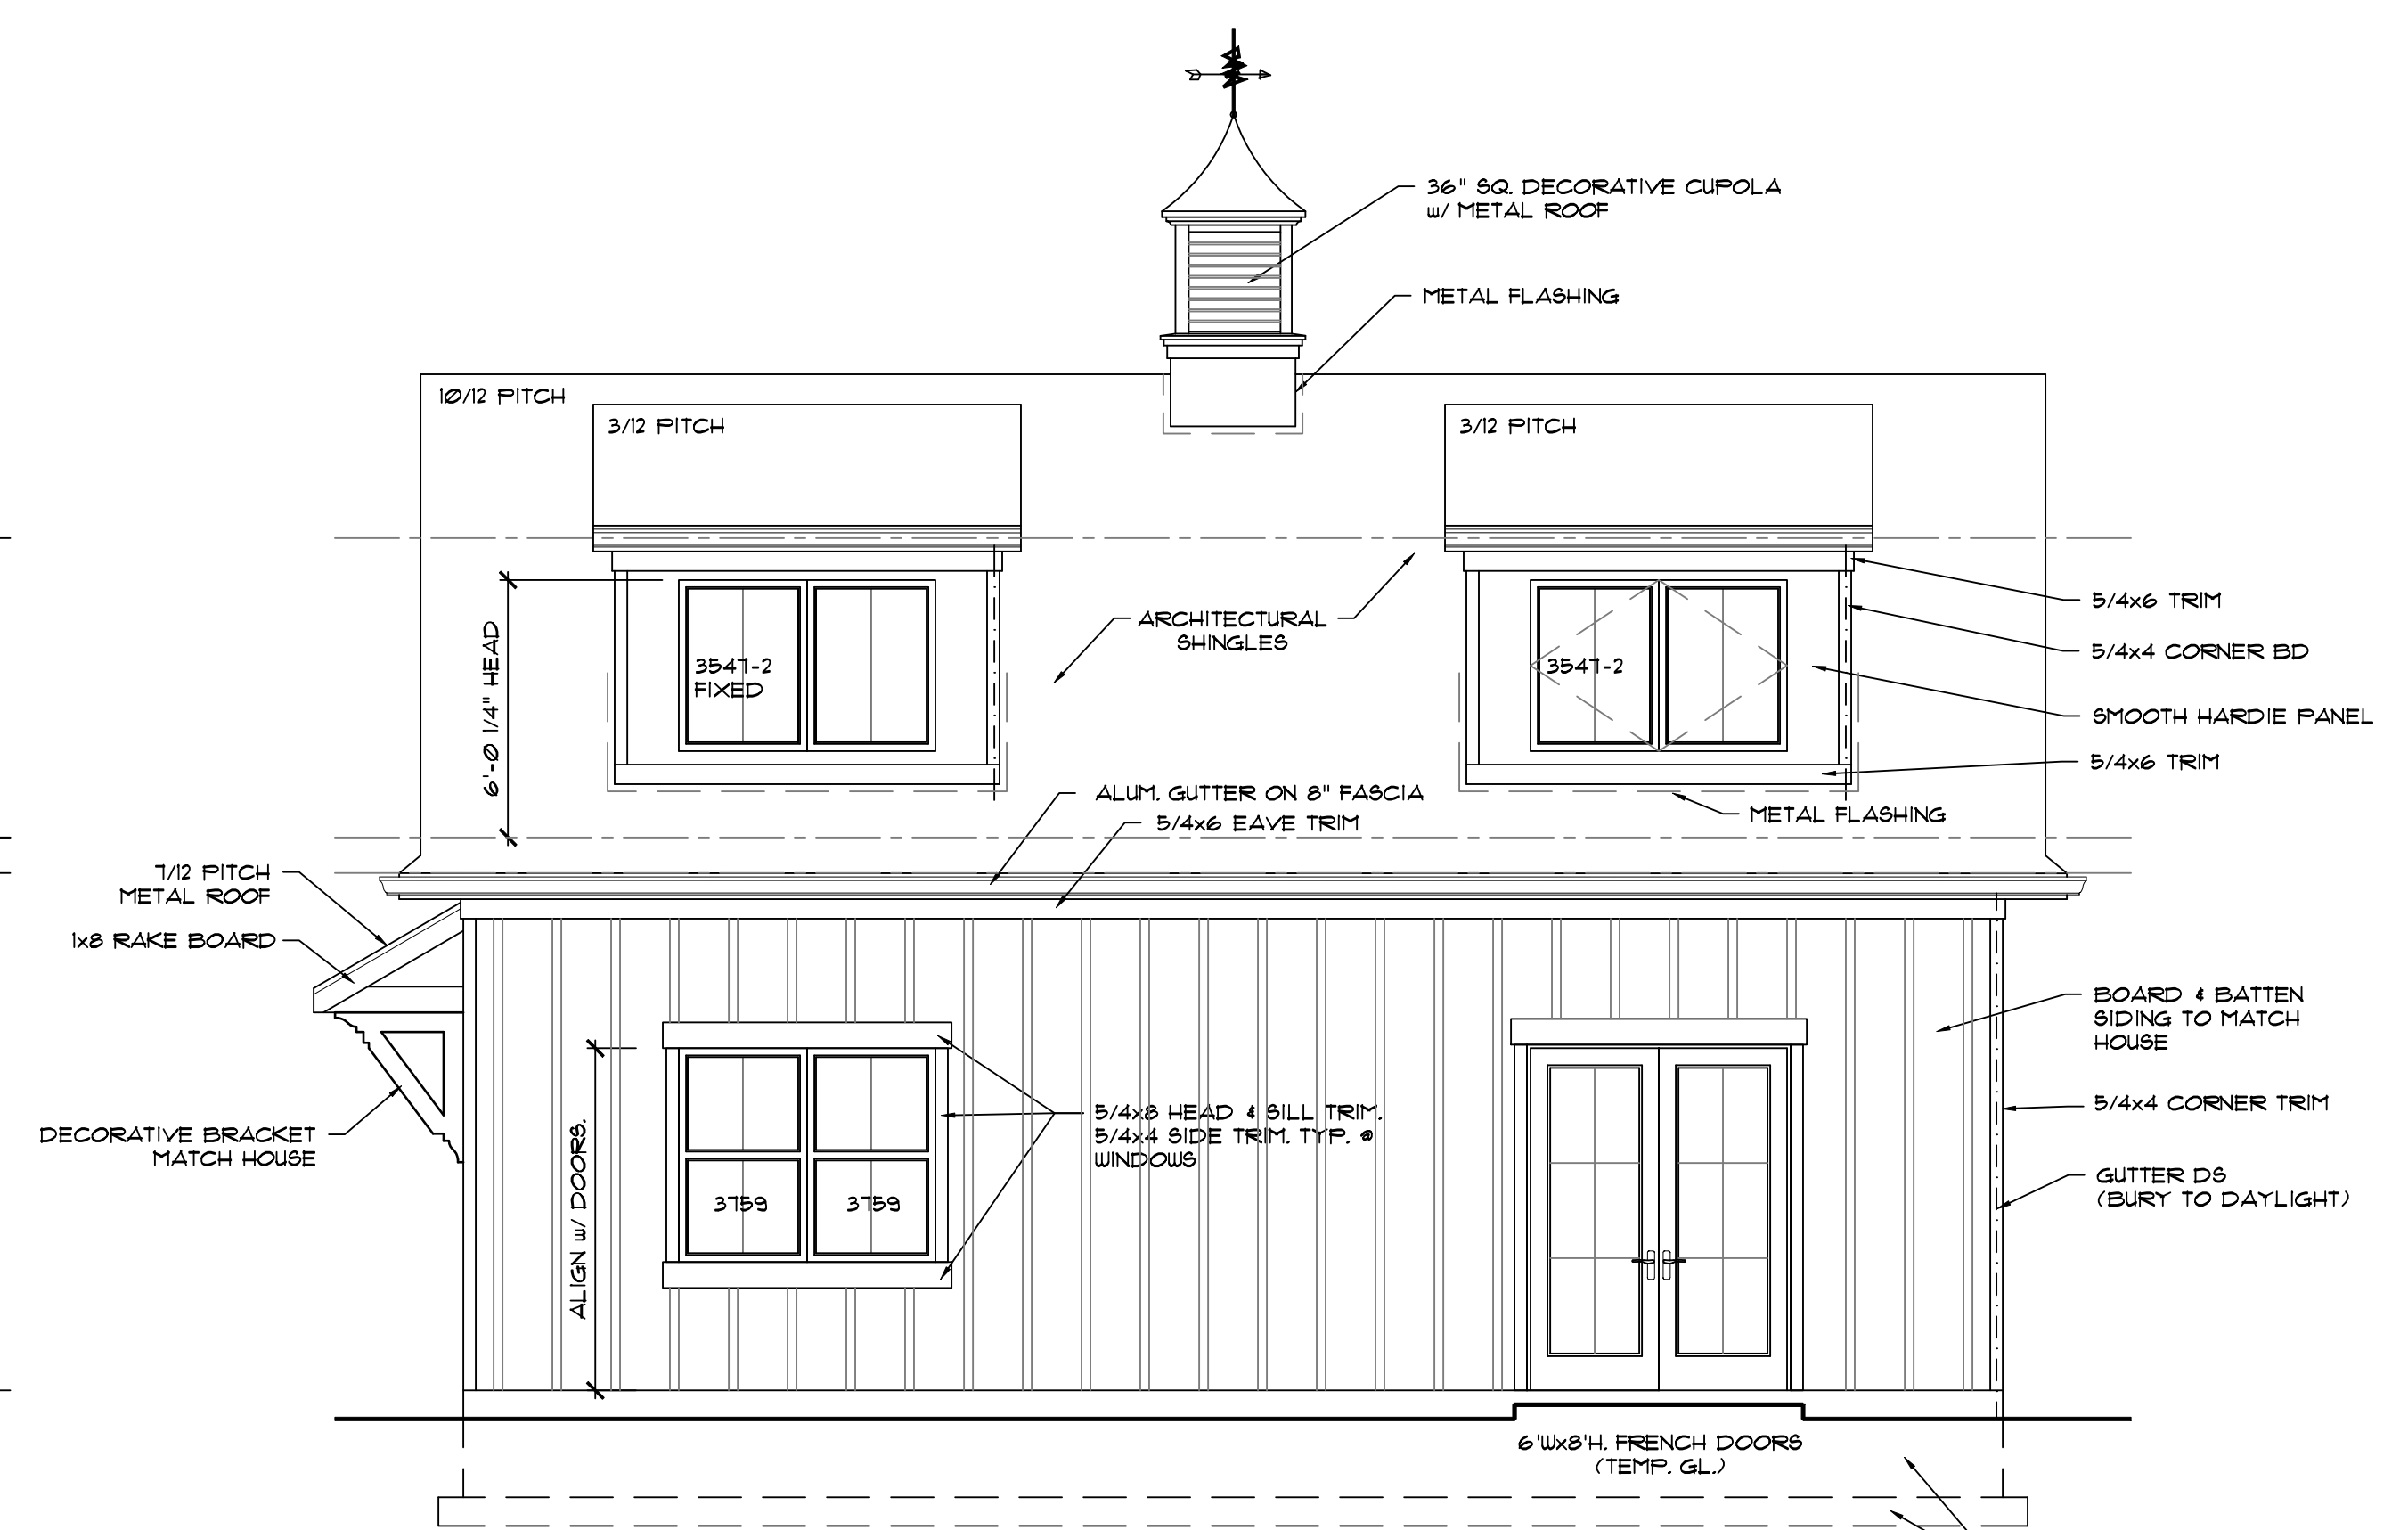 36" SQ. DECORATIVE CUPOLA
w/ METAL ROOF
METAL FLASHING
10/12 PITCH
3/12 PITCH
3/12 PITCH
6'-0 1/4" HEAD
3547-2
FIXED
ARCHITECTURAL
SHINGLES
3547-2
5/4x6 TRIM
5/4x4 CORNER BD
SMOOTH HARDIE PANEL
5/4x6 TRIM
METAL FLASHING
ALUM. GUTTER ON 8" FASCIA
5/4x6 EAVE TRIM
7/12 PITCH
METAL ROOF
1x8 RAKE BOARD
DECORATIVE BRACKET
MATCH HOUSE
ALIGN w/ DOORS.
3759
3759
5/4x8 HEAD & SILL TRIM.
5/4x4 SIDE TRIM. TYP. @
WINDOWS
BOARD & BATTEN
SIDING TO MATCH
HOUSE
5/4x4 CORNER TRIM
GUTTER DS
(BURY TO DAYLIGHT)
6'Wx8'H. FRENCH DOORS
(TEMP. GL.)